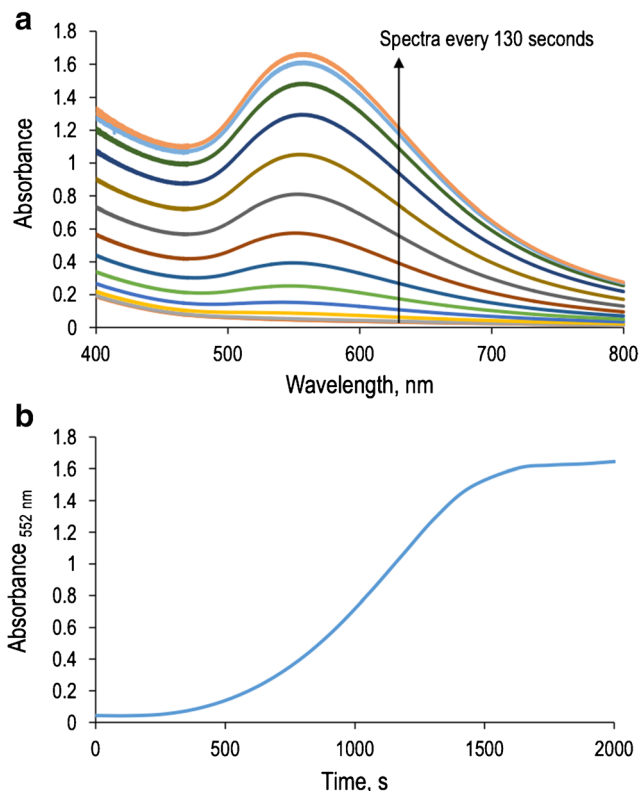 a
Spectra every 130 seconds
Absorbance
1.8
1.6
1.4
1.2
1
0.8
0.6
0.4
0.2
0
400 500 600 700 800
Wavelength, nm
b
Absorbance 552 nm
1.8
1.6
1.4
1.2
1
0.8
0.6
0.4
0.2
0
0 500 1000 1500 2000
Time, s